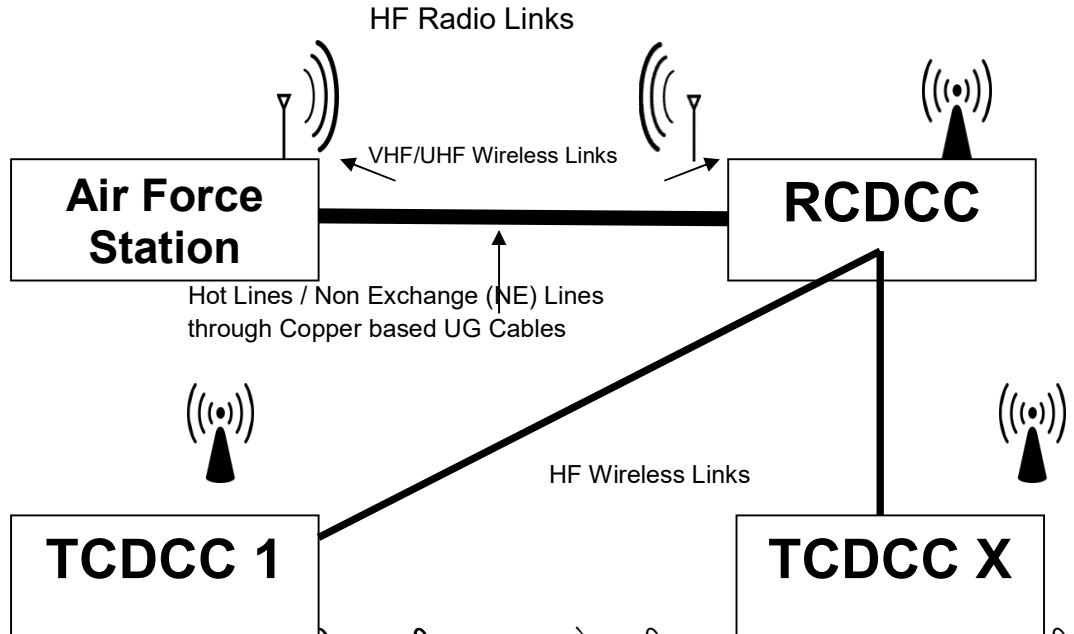 HF Radio Links
VHF/UHF Wireless Links
Air Force
Station
RCDCC
Hot Lines / Non Exchange (NE) Lines
through Copper based UG Cables
HF Wireless Links
TCDCC 1
TCDCC X